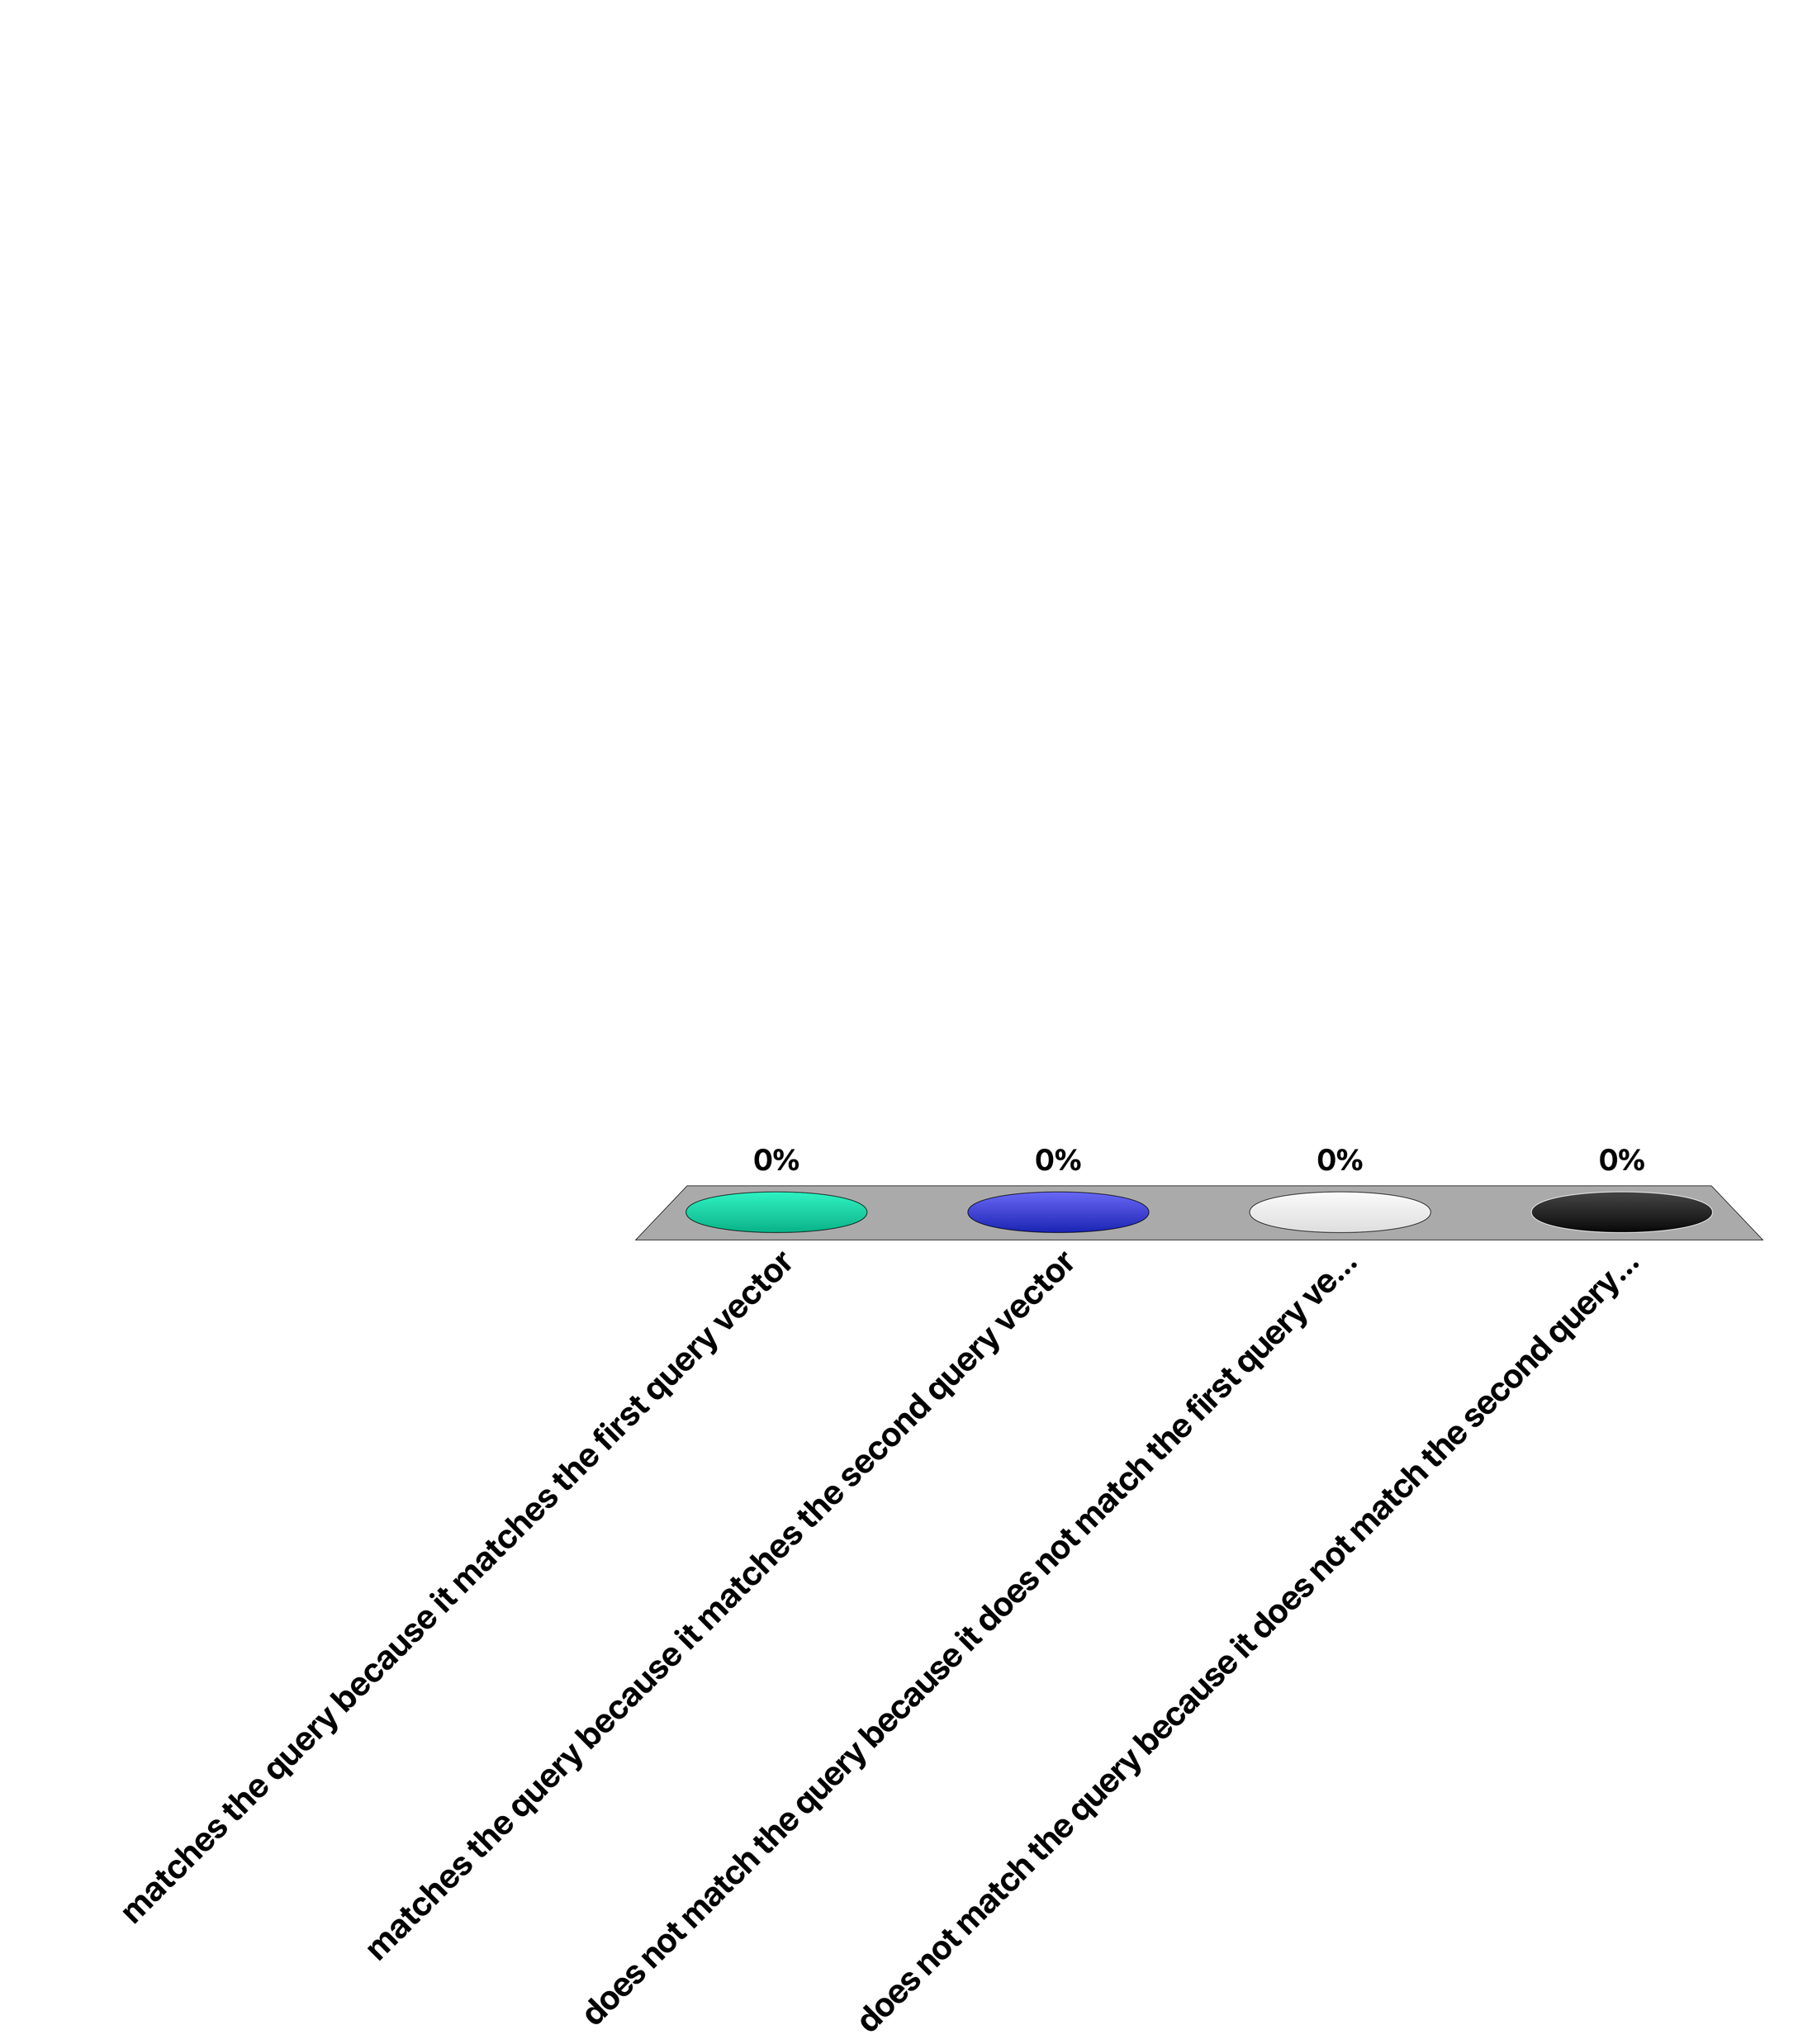 0%
0%
0%
0%
matches the query because it matches the first query vector
matches the query because it matches the second query vector
does not match the query because it does not match the first query ve...
does not match the query because it does not match the second query...